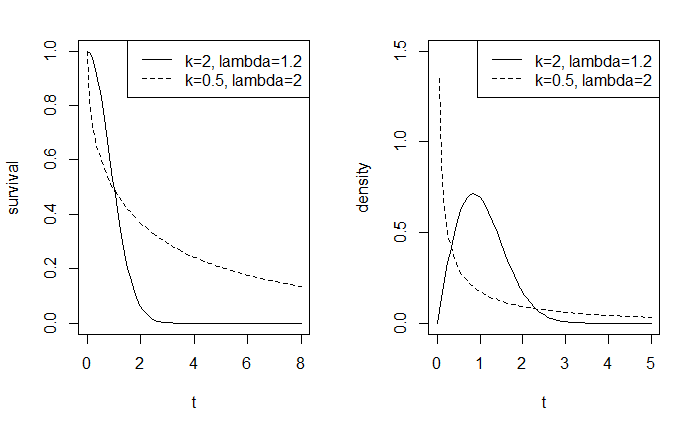 survival
1.0
0.8
0.6
0.4
0.2
0.0
k=2, lambda=1.2
k=0.5, lambda=2
0 2 4 6 8
t
density
1.5
1.0
0.5
0.0
k=2, lambda=1.2
k=0.5, lambda=2
0 1 2 3 4 5
t